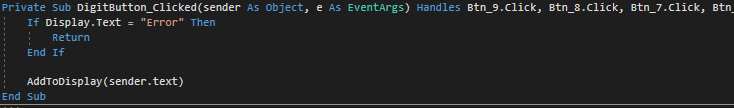 Private Sub DigitButton_Clicked(sender As Object, e As EventArgs) Handles Btn_9.Click, Btn_8.Click, Btn_7.Click, Btn_
If Display.Text = "Error" Then
Return
End If
AddToDisplay(sender.text)
End Sub